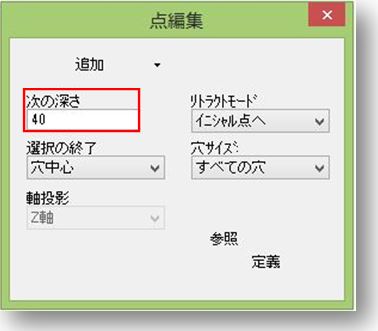 点編集
追加
次の深さ
40
リトラクトモード
イニシャル点へ
選択の終了
穴中心
穴サイズ:
すべての穴
軸投影
Z軸
参照
定義